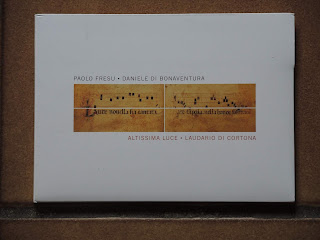 PAOLO FRESU • DANIELE DI BONAVENTURA
ALTISSIMA LUCE • LAUDARIO DI CORTONA